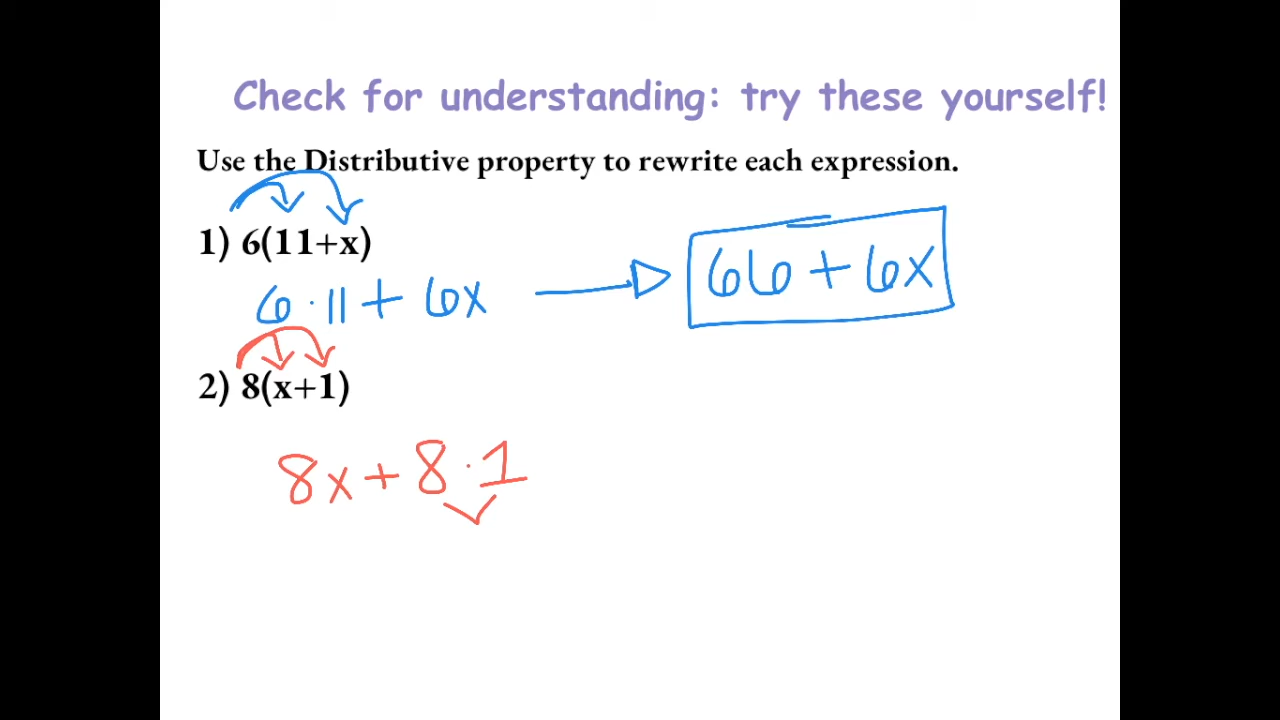 Check for understanding: try these yourself!
Use the Distributive property to rewrite each expression.
1) 6(11+x)
6·11 + 6x
66 + 6x
2) 8(x+1)
8x + 8·1